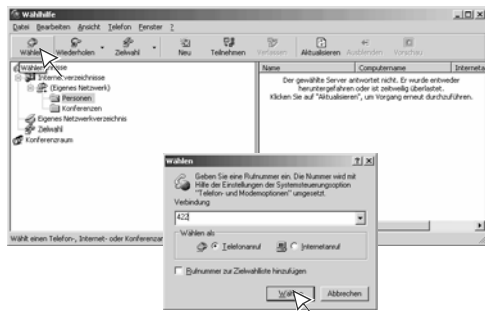 Wählhilfe
Datei Bearbeiten Ansicht Telefon Fenster ?
Wählen Wiederholen Zielwahl Neu Teilnehmen Verlassen Aktualisieren Ausblenden Vorschau
Wählen
Internetverzeichnisse
(Eigenes Netzwerk)
Personen
Konferenzen
Eigenes Netzwerkverzeichnis
Zielwahl
Konferenzraum
Name Computername Interneta
Der gewählte Server antwortet nicht. Er wurde entweder
heruntergefahren oder ist zeitweilig überlastet.
Klicken Sie auf "Aktualisieren", um Vorgang erneut durchzuführen.
Wählt einen Telefon-, Internet- oder Konferenzan
Wählen
Geben Sie eine Rufnummer ein. Die Nummer wird mit
Hilfe der Einstellungen der Systemsteuerungsoption
"Telefon- und Modemoptionen" umgesetzt.
Verbindung
422
Wählen als
Telefonanruf Internetanruf
Rufnummer zur Zielwahlliste hinzufügen
Wählen Abbrechen